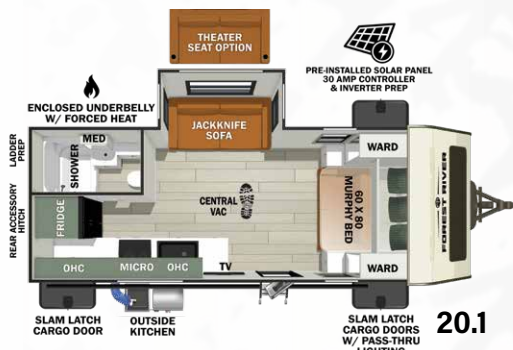 THEATER
SEAT OPTION
PRE-INSTALLED SOLAR PANEL
30 AMP CONTROLLER
& INVERTER PREP
ENCLOSED UNDERBELLY
W/ FORCED HEAT
JACKKNIFE
SOFA
LADDER
PREP
SHOWER
MED
WARD
REAR ACCESSORY
HITCH
FRIDGE
CENTRAL
VAC
60 X 80
MURPHY BED
FOREST RIVER
OHC
MICRO
OHC
TV
WARD
SLAM LATCH
CARGO DOOR
OUTSIDE
KITCHEN
SLAM LATCH
CARGO DOORS
W/ PASS-THRU
LIGHTING
20.1